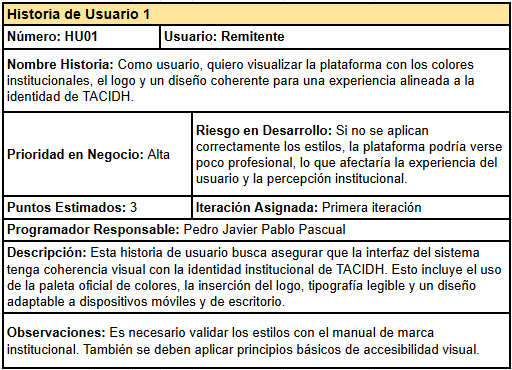 Historia de Usuario 1
Número: HU01 Usuario: Remitente
Nombre Historia: Como usuario, quiero visualizar la plataforma con los colores
institucionales, el logo y un diseño coherente para una experiencia alineada a la
identidad de TACIDH.
Prioridad en Negocio: Alta
Riesgo en Desarrollo: Si no se aplican
correctamente los estilos, la plataforma podría verse
poco profesional, lo que afectaría la experiencia del
usuario y la percepción institucional.
Puntos Estimados: 3 Iteración Asignada: Primera iteración
Programador Responsable: Pedro Javier Pablo Pascual
Descripción: Esta historia de usuario busca asegurar que la interfaz del sistema
tenga coherencia visual con la identidad institucional de TACIDH. Esto incluye el uso
de la paleta oficial de colores, la inserción del logo, tipografía legible y un diseño
adaptable a dispositivos móviles y de escritorio.
Observaciones: Es necesario validar los estilos con el manual de marca
institucional. También se deben aplicar principios básicos de accesibilidad visual.